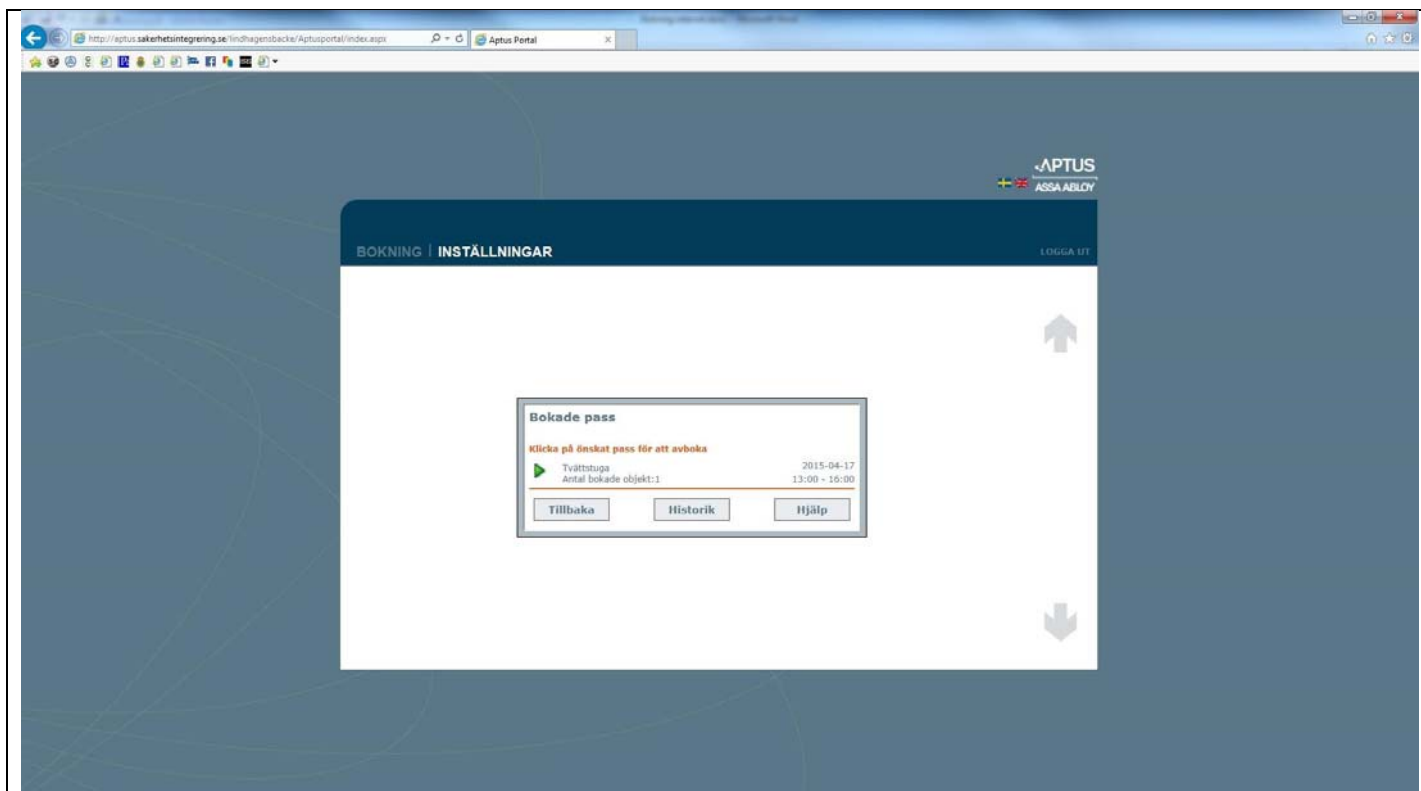 http://aptus.sakerhetsintegrering.se/lindhagensbacke/Aptusportal/index.aspx
Aptus Portal
APTUS
ASSA ABLOY
BOKNING | INSTÄLLNINGAR
LOGGA UT
Bokade pass
Klicka på önskat pass för att avboka
Tvättstuga 2015-04-17
Antal bokade objekt:1 13:00 - 16:00
Tillbaka Historik Hjälp